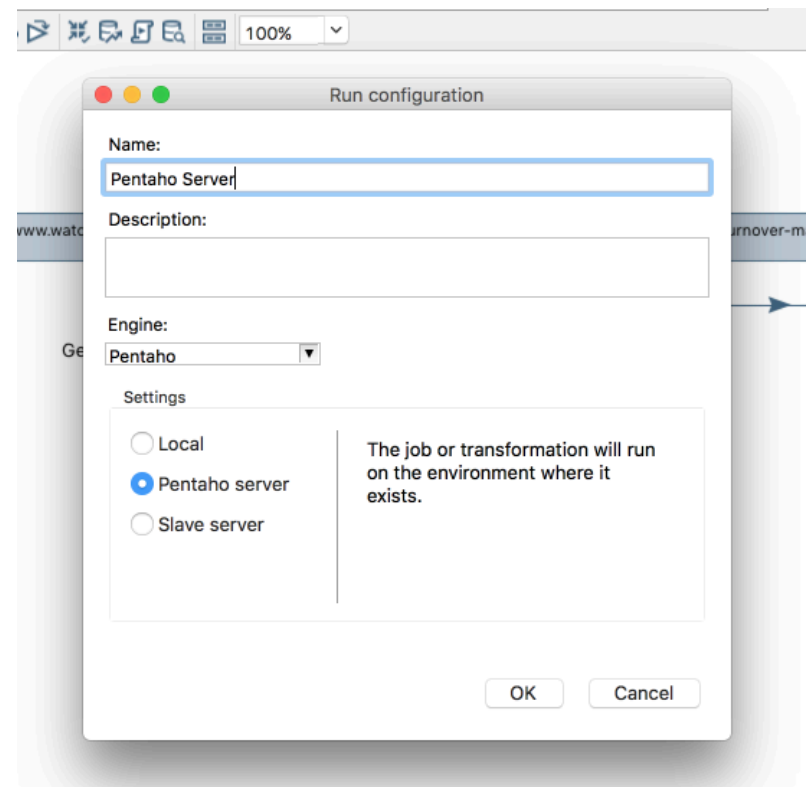 100%
Run configuration
Name:
Pentaho Server
www.watc
Description:
urnover-m
Engine:
Ge
Pentaho
Settings
Local
Pentaho server
Slave server
The job or transformation will run
on the environment where it
exists.
OK
Cancel